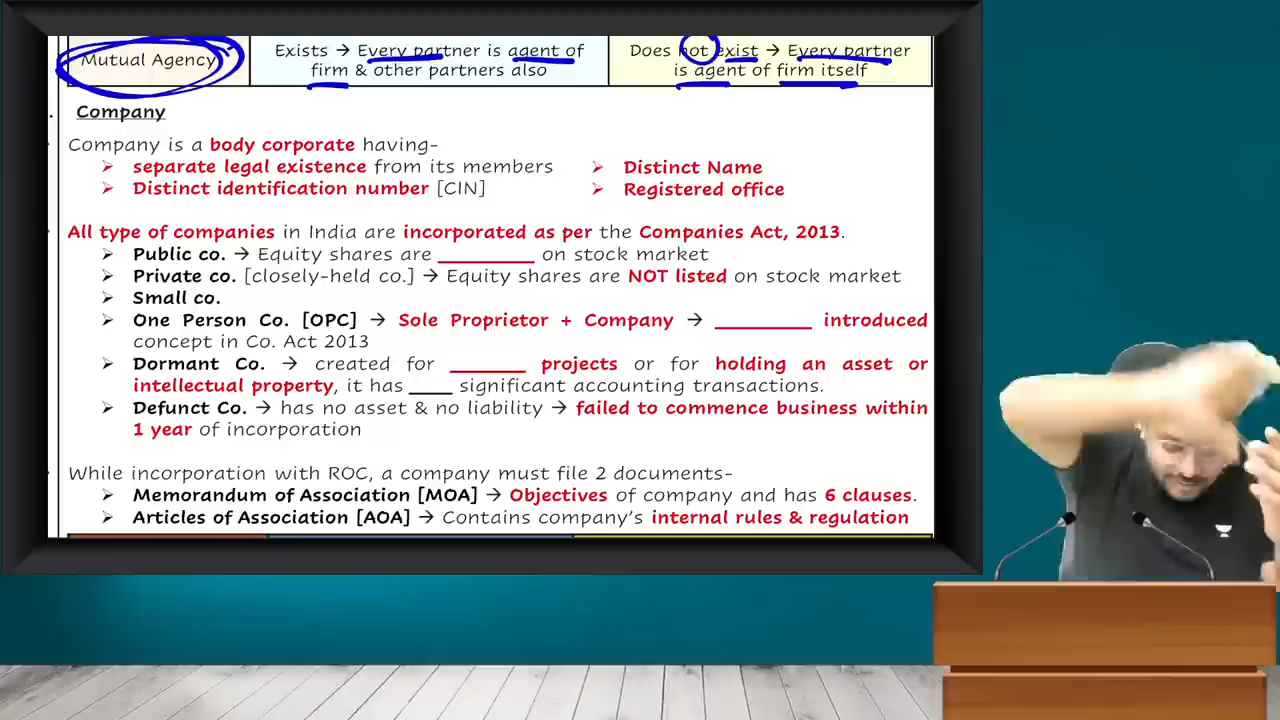 Mutual Agency
Exists → Every partner is agent of
firm & other partners also
Does not exist → Every partner
is agent of firm itself
. Company
Company is a body corporate having-
➢ separate legal existence from its members ➢ Distinct Name
➢ Distinct identification number [CIN] ➢ Registered office
All type of companies in India are incorporated as per the Companies Act, 2013.
➢ Public co. → Equity shares are __________ on stock market
➢ Private co. [closely-held co.] → Equity shares are NOT listed on stock market
➢ Small co.
➢ One Person Co. [OPC] → Sole Proprietor + Company → __________ introduced
concept in Co. Act 2013
➢ Dormant Co. → created for ________ projects or for holding an asset or
intellectual property, it has ____ significant accounting transactions.
➢ Defunct Co. → has no asset & no liability → failed to commence business within
1 year of incorporation
While incorporation with ROC, a company must file 2 documents-
➢ Memorandum of Association [MOA] → Objectives of company and has 6 clauses.
➢ Articles of Association [AOA] → Contains company's internal rules & regulation